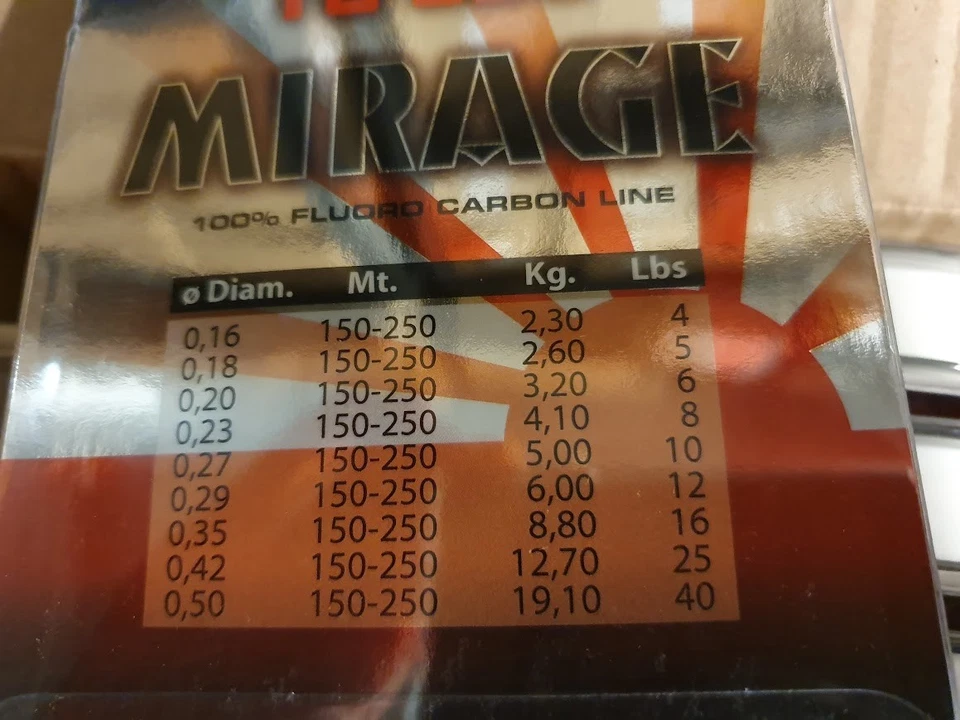 MIRAGE
100% FLUORO CARBON LINE
ø Diam. Mt. Kg. Lbs
0,16 150-250 2,30 4
0,18 150-250 2,60 5
0,20 150-250 3,20 6
0,23 150-250 4,10 8
0,27 150-250 5,00 10
0,29 150-250 6,00 12
0,35 150-250 8,80 16
0,42 150-250 12,70 25
0,50 150-250 19,10 40